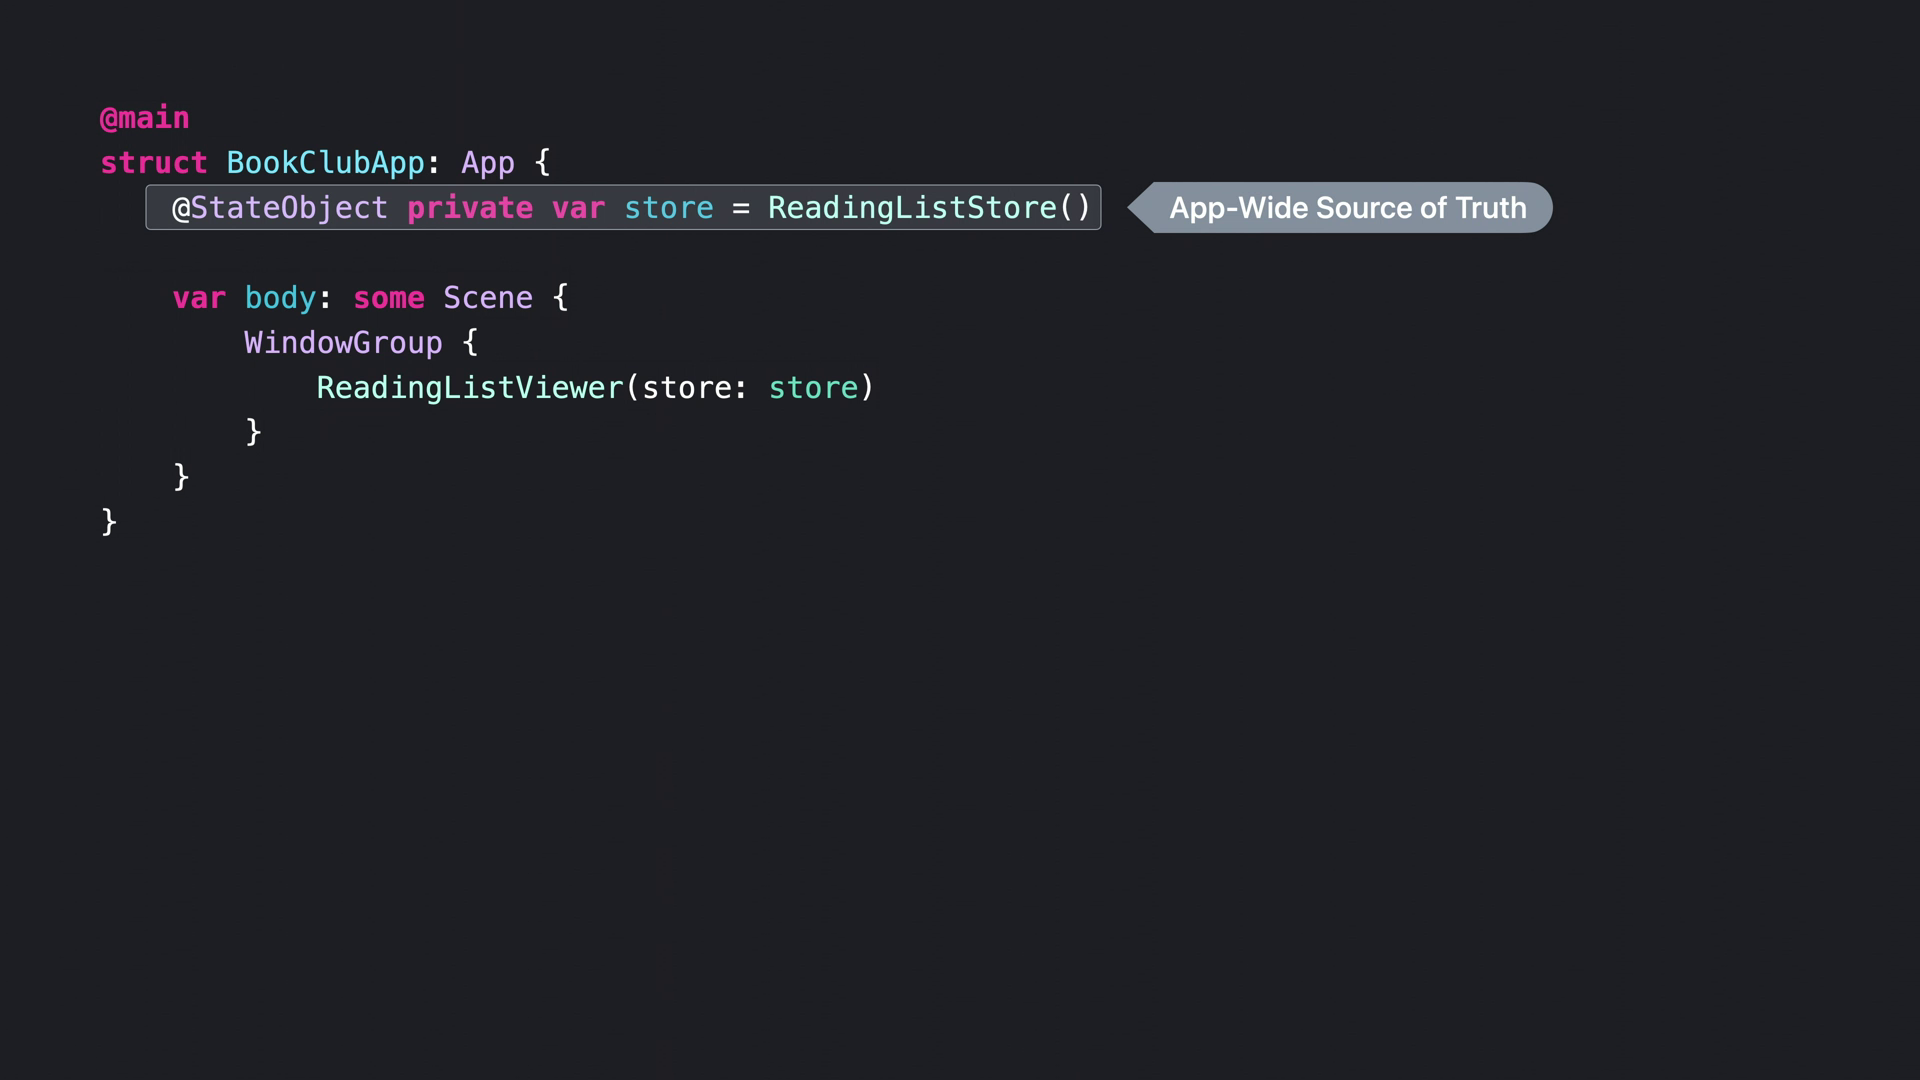 @main
struct BookClubApp: App {
@StateObject private var store = ReadingListStore()
App-Wide Source of Truth
var body: some Scene {
WindowGroup {
ReadingListViewer(store: store)
}
}
}